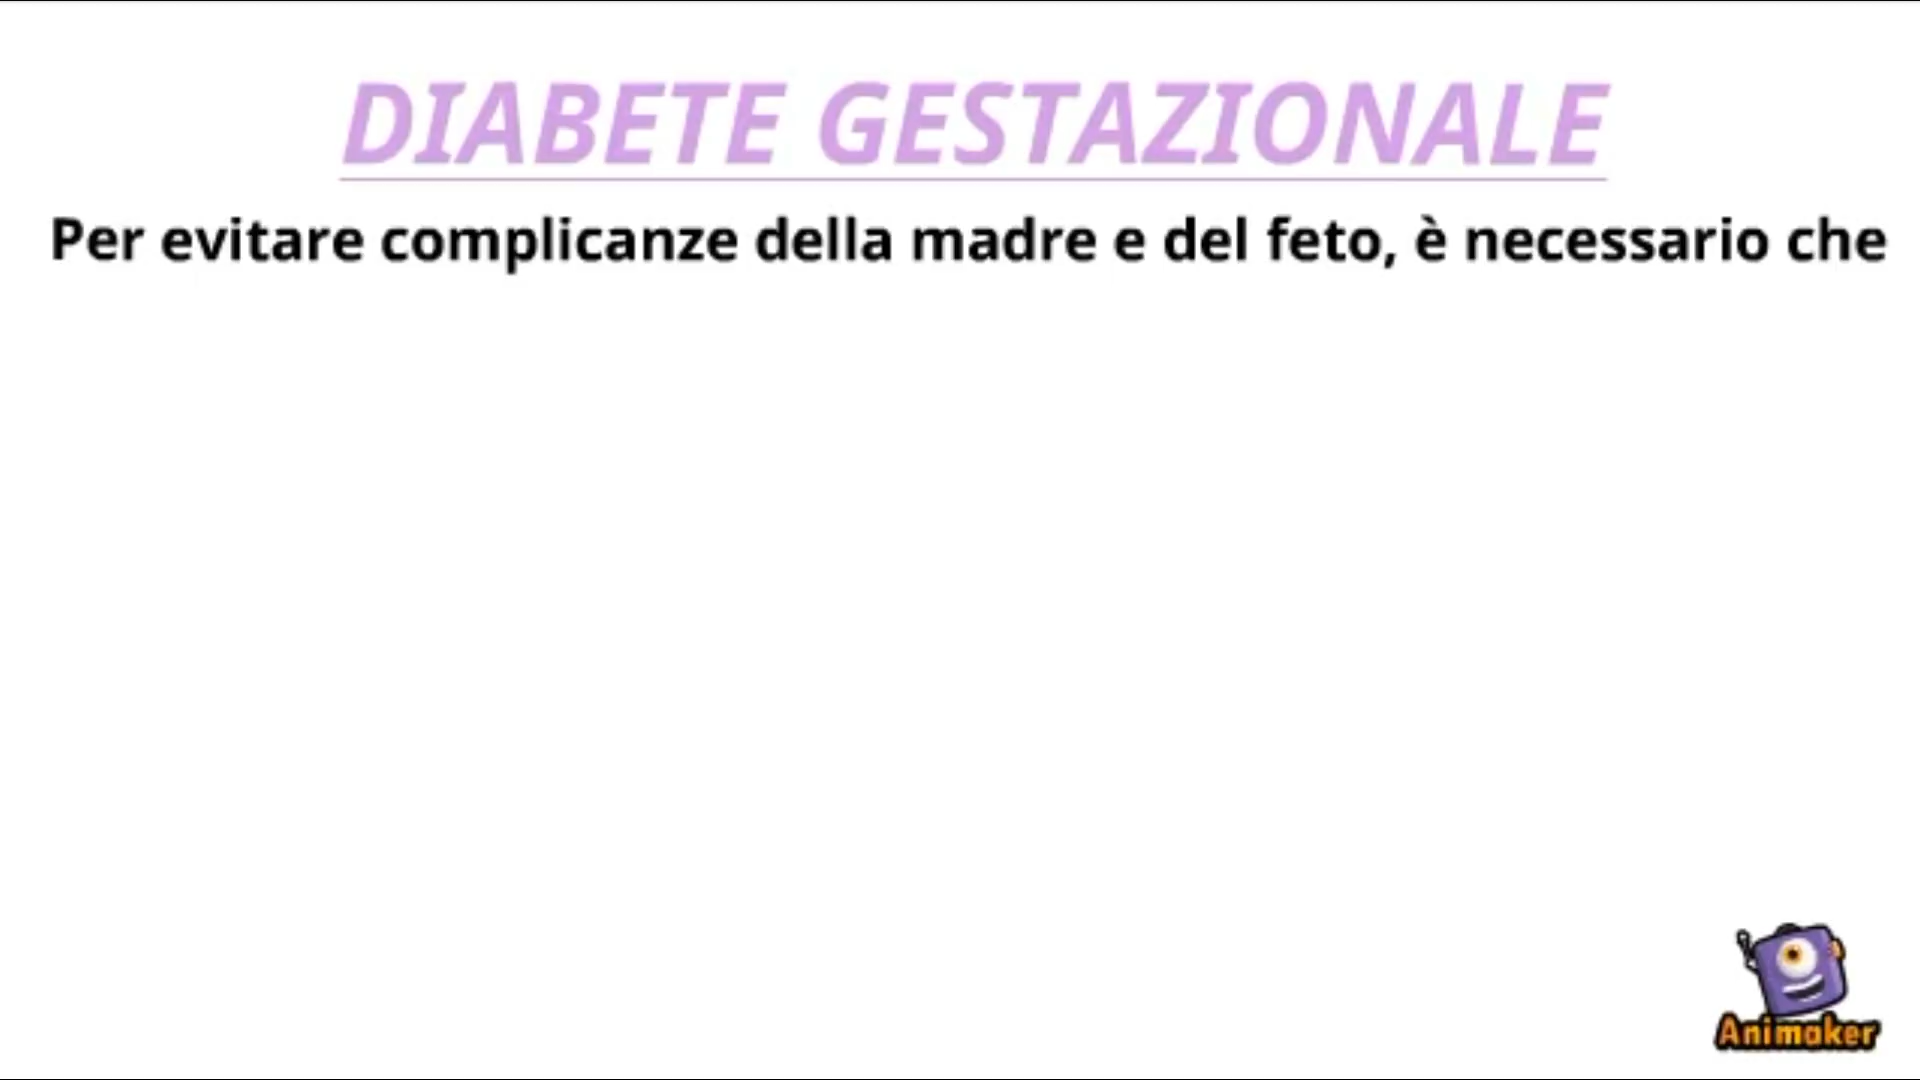 DIABETE GESTAZIONALE
Per evitare complicanze della madre e del feto, è necessario che
Animaker